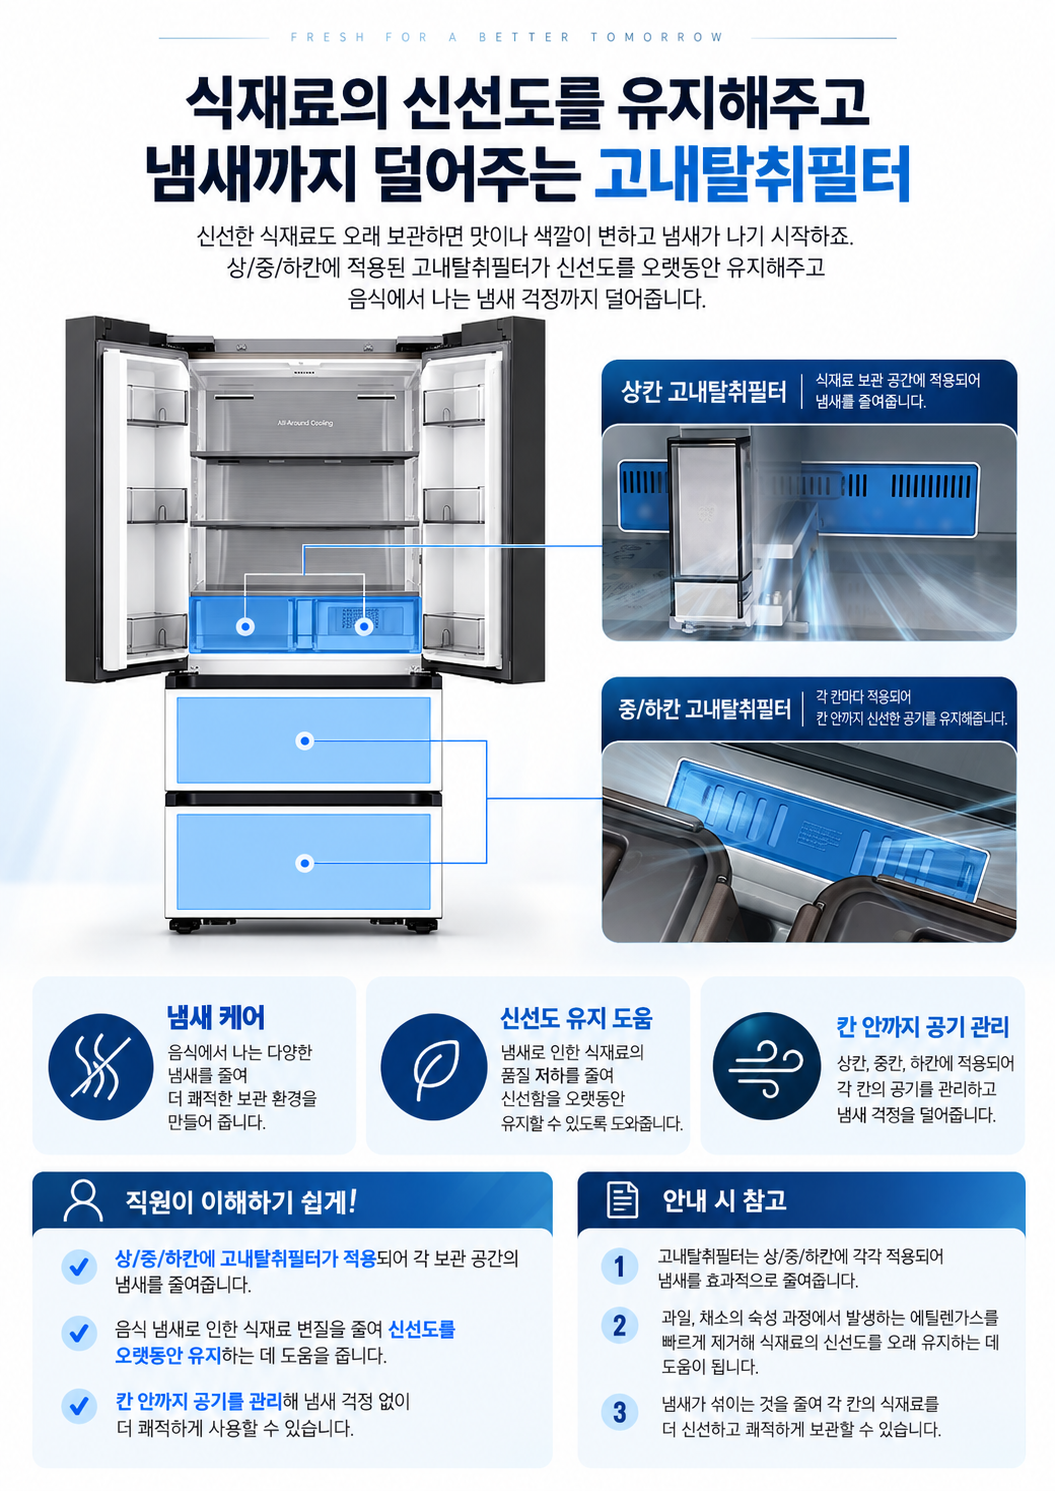 FRESH FOR A BETTER TOMORROW
식재료의 신선도를 유지해주고
냄새까지 덜어주는 고내탈취필터
신선한 식재료도 오래 보관하면 맛이나 색깔이 변하고 냄새가 나기 시작하죠.
상/중/하칸에 적용된 고내탈취필터가 신선도를 오랫동안 유지해주고
음식에서 나는 냄새 걱정까지 덜어줍니다.
All-Around Cooling
상칸 고내탈취필터
식재료 보관 공간에 적용되어
냄새를 줄여줍니다.
중/하칸 고내탈취필터
각 칸마다 적용되어
칸 안까지 신선한 공기를 유지해줍니다.
냄새 케어
음식에서 나는 다양한
냄새를 줄여
더 쾌적한 보관 환경을
만들어 줍니다.
신선도 유지 도움
냄새로 인한 식재료의
품질 저하를 줄여
신선함을 오랫동안
유지할 수 있도록 도와줍니다.
칸 안까지 공기 관리
상칸, 중칸, 하칸에 적용되어
각 칸의 공기를 관리하고
냄새 걱정을 덜어줍니다.
직원이 이해하기 쉽게!
상/중/하칸에 고내탈취필터가 적용되어 각 보관 공간의
냄새를 줄여줍니다.
음식 냄새로 인한 식재료 변질을 줄여 신선도를
오랫동안 유지하는 데 도움을 줍니다.
칸 안까지 공기를 관리해 냄새 걱정 없이
더 쾌적하게 사용할 수 있습니다.
안내 시 참고
1 고내탈취필터는 상/중/하칸에 각각 적용되어
냄새를 효과적으로 줄여줍니다.
2 과일, 채소의 숙성 과정에서 발생하는 에틸렌가스를
빠르게 제거해 식재료의 신선도를 오래 유지하는 데
도움이 됩니다.
3 냄새가 섞이는 것을 줄여 각 칸의 식재료를
더 신선하고 쾌적하게 보관할 수 있습니다.